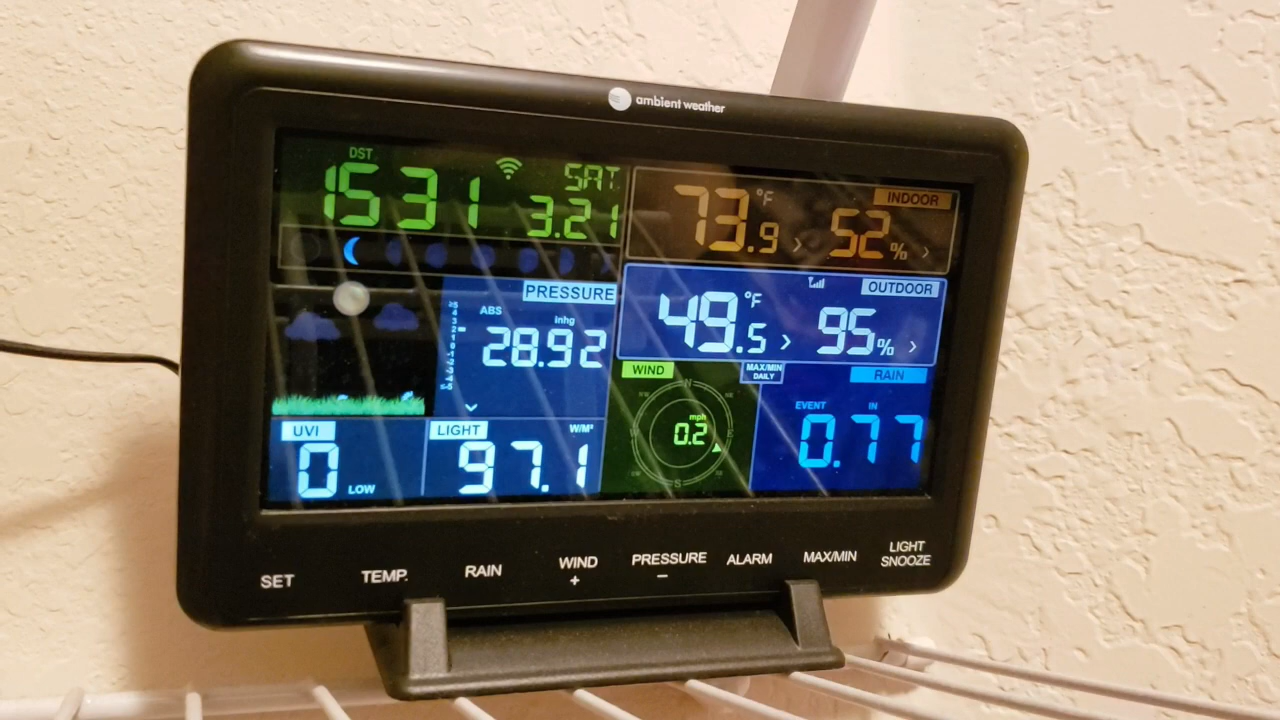 ambient weather
DST
1531 SAT
3.21
73.9 °F 52% INDOOR
PRESSURE
ABS inhg
28.92
49.5 °F 95% OUTDOOR
WIND
mph
0.2
N
S
MAX/MIN
DAILY
RAIN
EVENT IN
0.77
UVI
0 LOW
LIGHT W/M²
97.1
SET TEMP. RAIN WIND PRESSURE ALARM MAX/MIN LIGHT
+ − SNOOZE